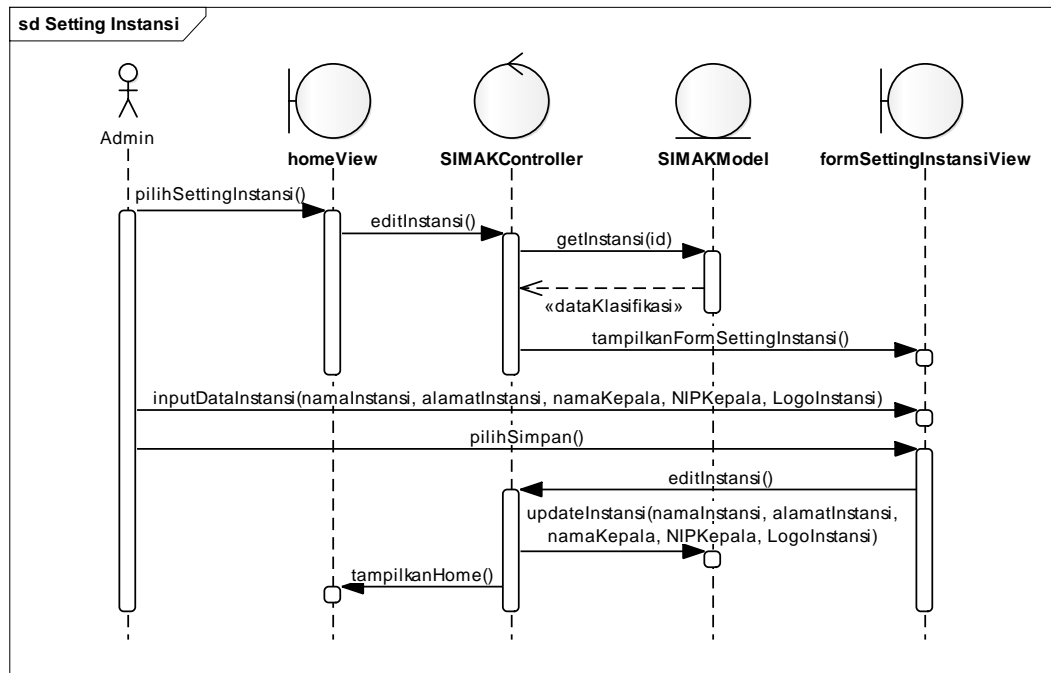 sd Setting Instansi
Admin
homeView
SIMAKController
SIMAKModel
formSettingInstansiView
pilihSettingInstansi()
editInstansi()
getInstansi(id)
«dataKlasifikasi»
tampilkanFormSettingInstansi()
inputDataInstansi(namaInstansi, alamatInstansi, namaKepala, NIPKepala, LogoInstansi)
pilihSimpan()
editInstansi()
updateInstansi(namaInstansi, alamatInstansi,
namaKepala, NIPKepala, LogoInstansi)
tampilkanHome()